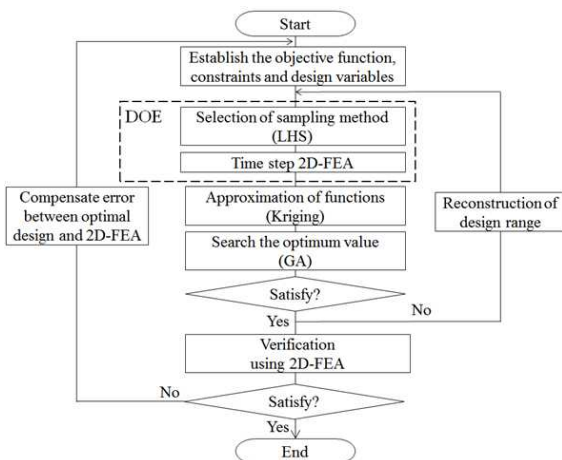 Start
Establish the objective function,
constraints and design variables
DOE
Selection of sampling method
(LHS)
Time step 2D-FEA
Compensate error
between optimal
design and 2D-FEA
Approximation of functions
(Kriging)
Reconstruction of
design range
Search the optimum value
(GA)
Satisfy?
No
Yes
Verification
using 2D-FEA
No
Satisfy?
Yes
End